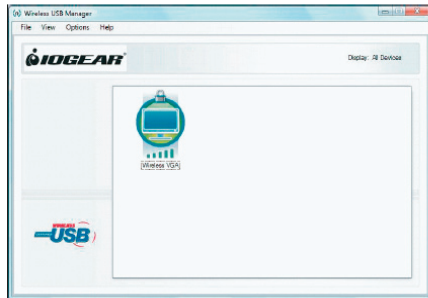 Wireless USB Manager
File View Options Help
IOGEAR
Display: All Devices
Wireless VGA
WIRELESS
USB